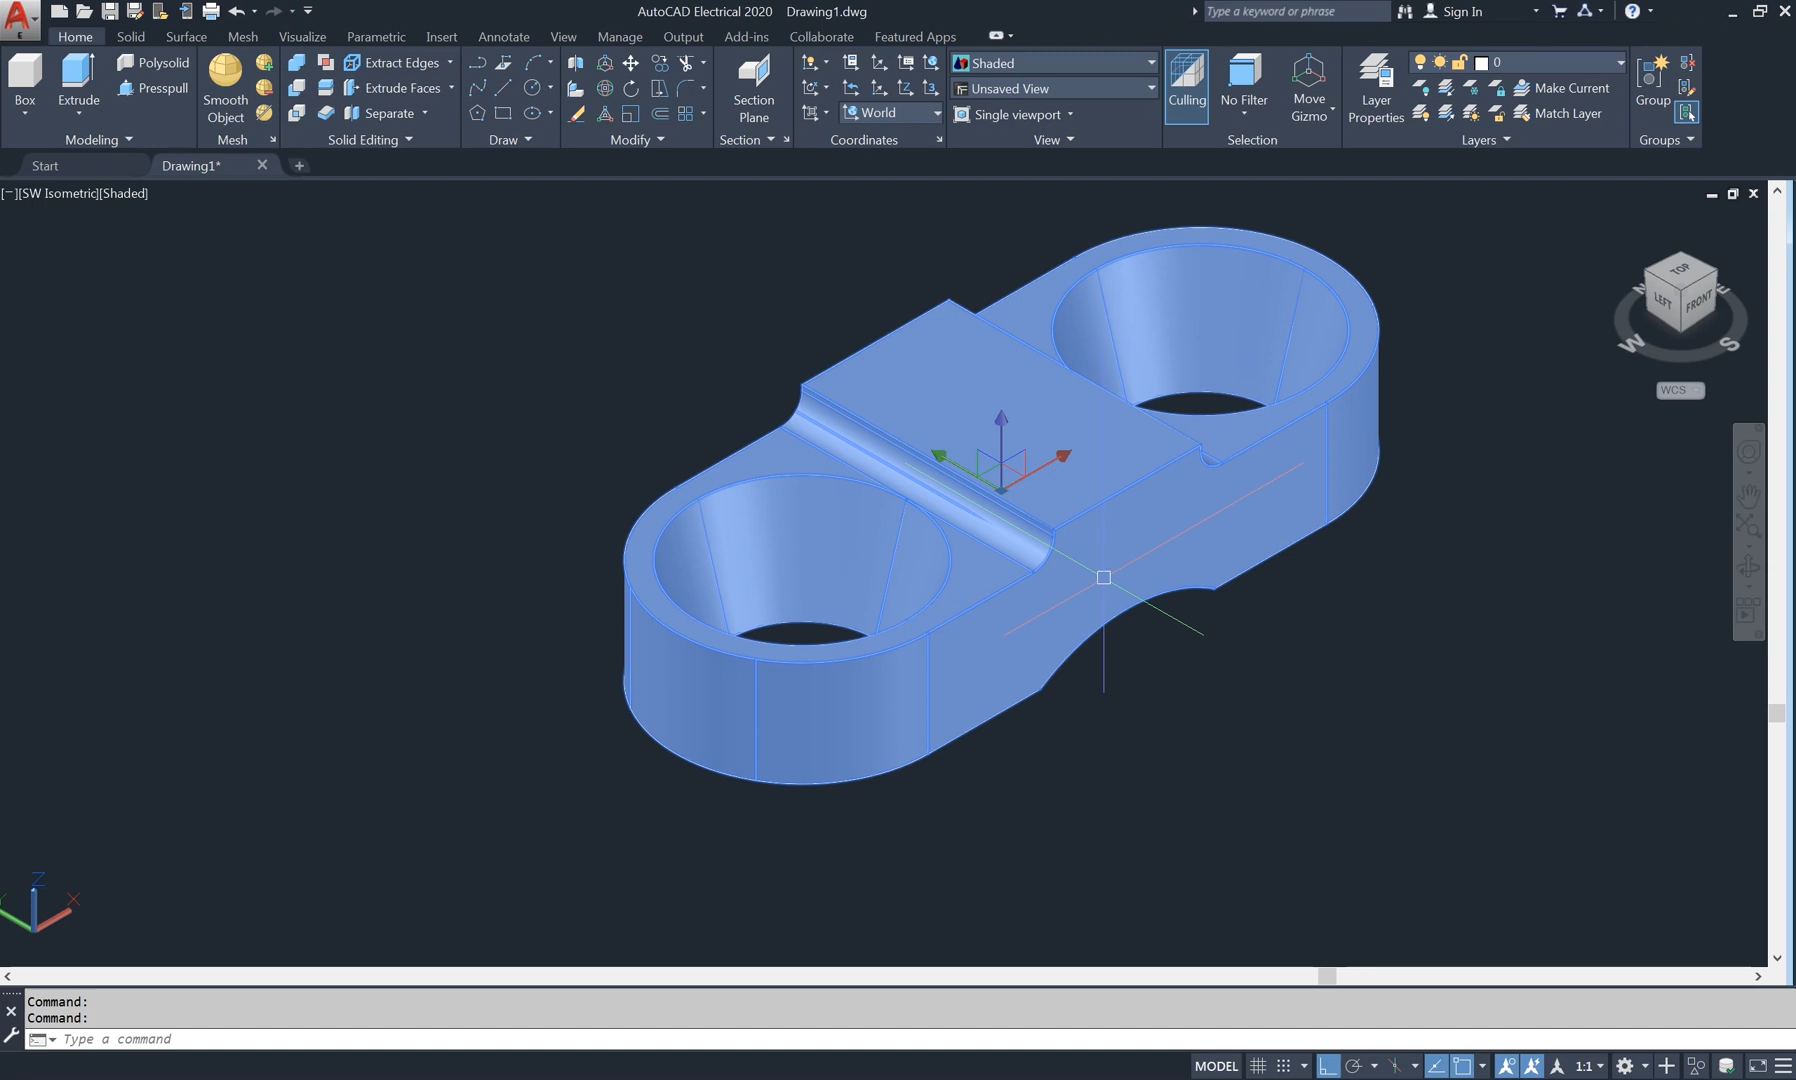 A
E
AutoCAD Electrical 2020 Drawing1.dwg
Type a keyword or phrase
Sign In
Home Solid Surface Mesh Visualize Parametric Insert Annotate View Manage Output Add-ins Collaborate Featured Apps
Box
Extrude
Polysolid
Presspull
Smooth
Object
Extract Edges
Extrude Faces
Separate
Section
Plane
World
Shaded
Unsaved View
Single viewport
Culling
No Filter
Move
Gizmo
Layer
Properties
0
Make Current
Match Layer
Group
Modeling Mesh Solid Editing Draw Modify Section Coordinates View Selection Layers Groups
Start Drawing1*
[−][SW Isometric][Shaded]
TOP
LEFT
FRONT
N
E
W
S
WCS
Z
X
Command:
Command:
Type a command
MODEL
1:1